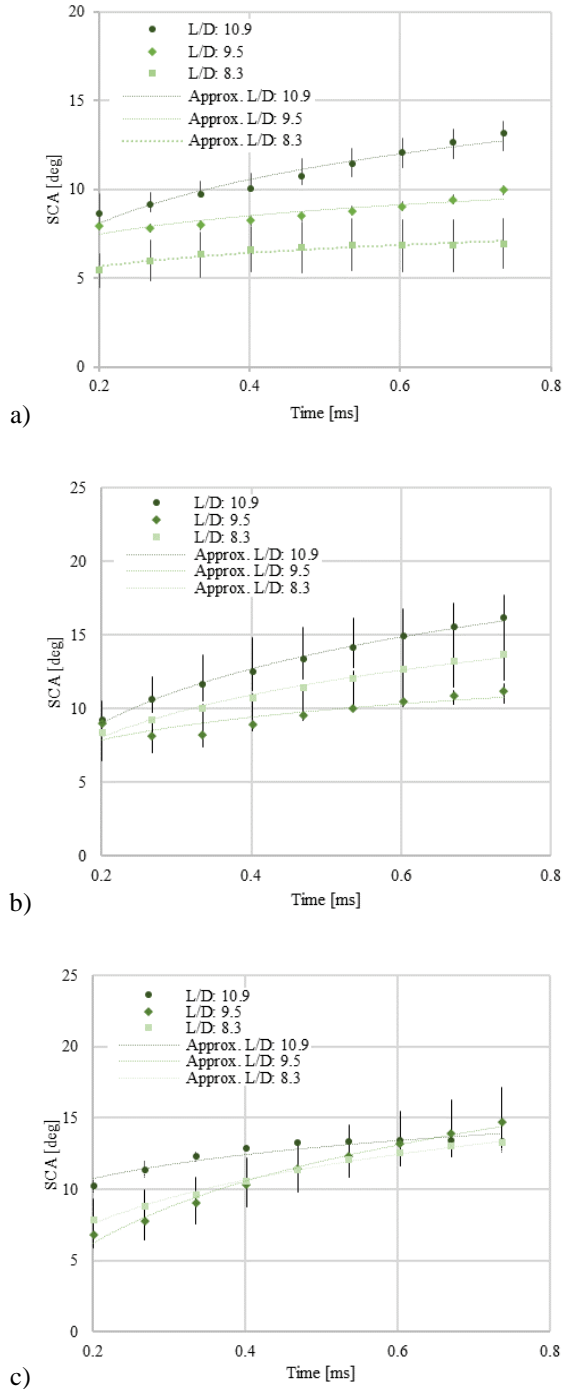 20
L/D: 10.9
L/D: 9.5
L/D: 8.3
Approx. L/D: 10.9
Approx. L/D: 9.5
Approx. L/D: 8.3
15
SCA [deg]
10
5
0
0.2 0.4 0.6 0.8
Time [ms]
a)
25
L/D: 10.9
L/D: 9.5
L/D: 8.3
Approx. L/D: 10.9
Approx. L/D: 9.5
Approx. L/D: 8.3
20
15
SCA [deg]
10
5
0
0.2 0.4 0.6 0.8
Time [ms]
b)
25
L/D: 10.9
L/D: 9.5
L/D: 8.3
Approx. L/D: 10.9
Approx. L/D: 9.5
Approx. L/D: 8.3
20
15
SCA [deg]
10
5
0
0.2 0.4 0.6 0.8
Time [ms]
c)